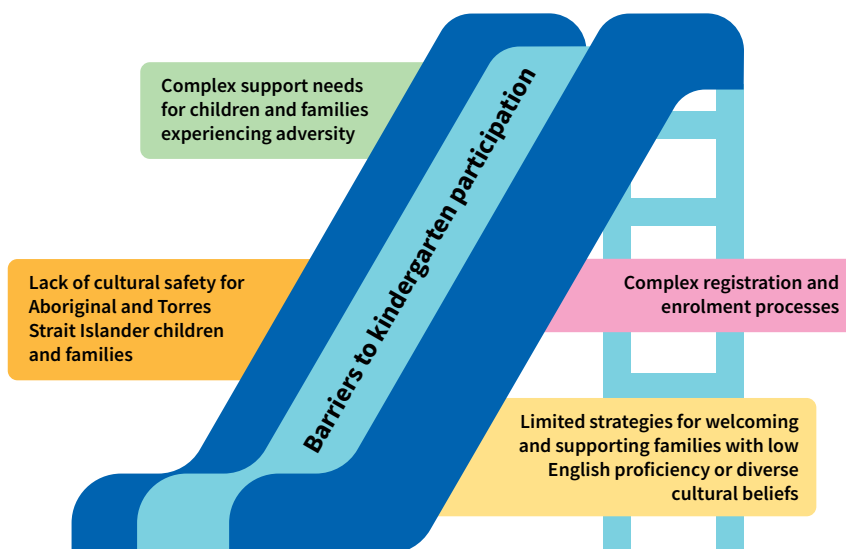 Complex support needs
for children and families
experiencing adversity
Barriers to kindergarten participation
Lack of cultural safety for
Aboriginal and Torres
Strait Islander children
and families
Complex registration and
enrolment processes
Limited strategies for welcoming
and supporting families with low
English proficiency or diverse
cultural beliefs